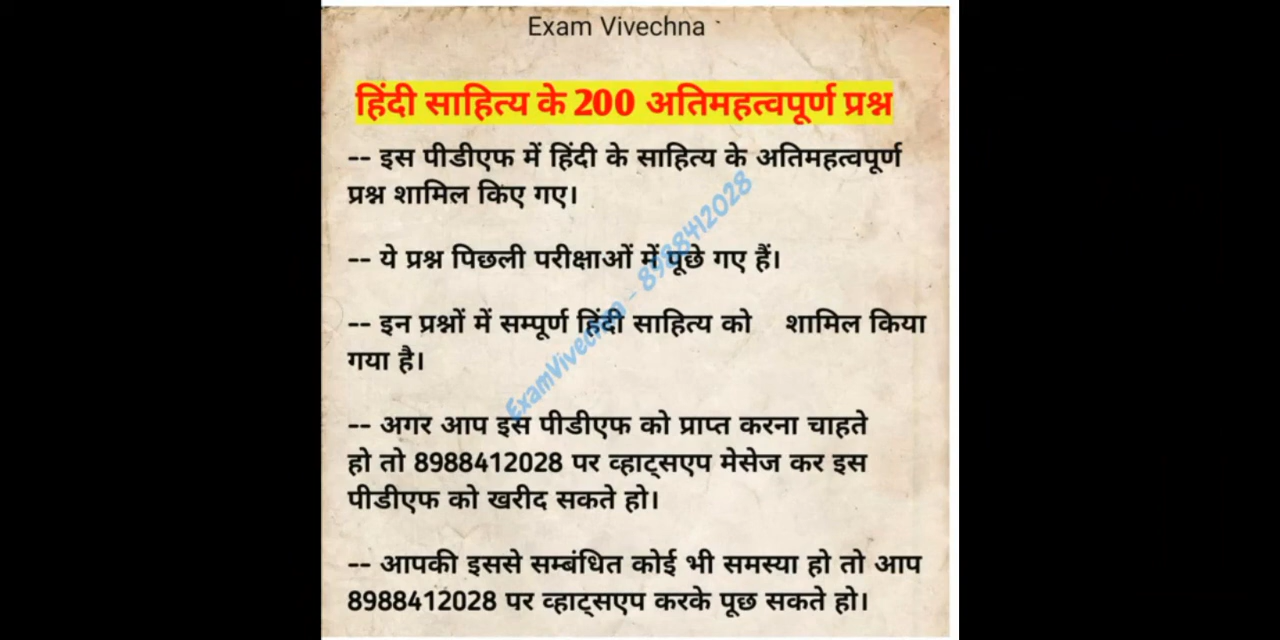 Exam Vivechna
हिंदी साहित्य के 200 अतिमहत्वपूर्ण प्रश्न
-- इस पीडीएफ में हिंदी के साहित्य के अतिमहत्वपूर्ण
प्रश्न शामिल किए गए।
-- ये प्रश्न पिछली परीक्षाओं में पूछे गए हैं।
-- इन प्रश्नों में सम्पूर्ण हिंदी साहित्य को शामिल किया
गया है।
-- अगर आप इस पीडीएफ को प्राप्त करना चाहते
हो तो 8988412028 पर व्हाट्सएप मेसेज कर इस
पीडीएफ को खरीद सकते हो।
-- आपकी इससे सम्बंधित कोई भी समस्या हो तो आप
8988412028 पर व्हाट्सएप करके पूछ सकते हो।
ExamVivechna - 8988412028